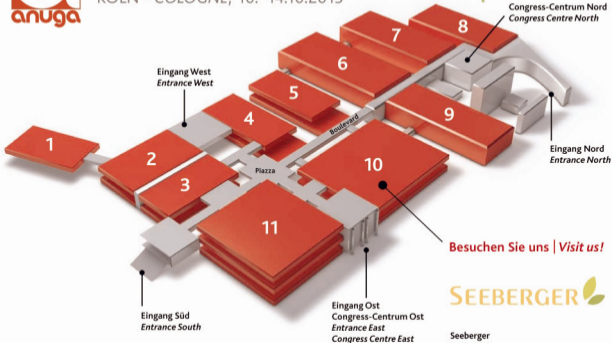 anuga
KÖLN - COLOGNE, 10.-14.10.2015
Congress-Centrum Nord
Congress Centre North
8
7
6
Eingang West
Entrance West
5
4
9
Boulevard
1
2
3
Piazza
10
Eingang Nord
Entrance North
11
Besuchen Sie uns | Visit us!
SEEBERGER
Eingang Süd
Entrance South
Eingang Ost
Congress-Centrum Ost
Entrance East
Congress Centre East
Seeberger